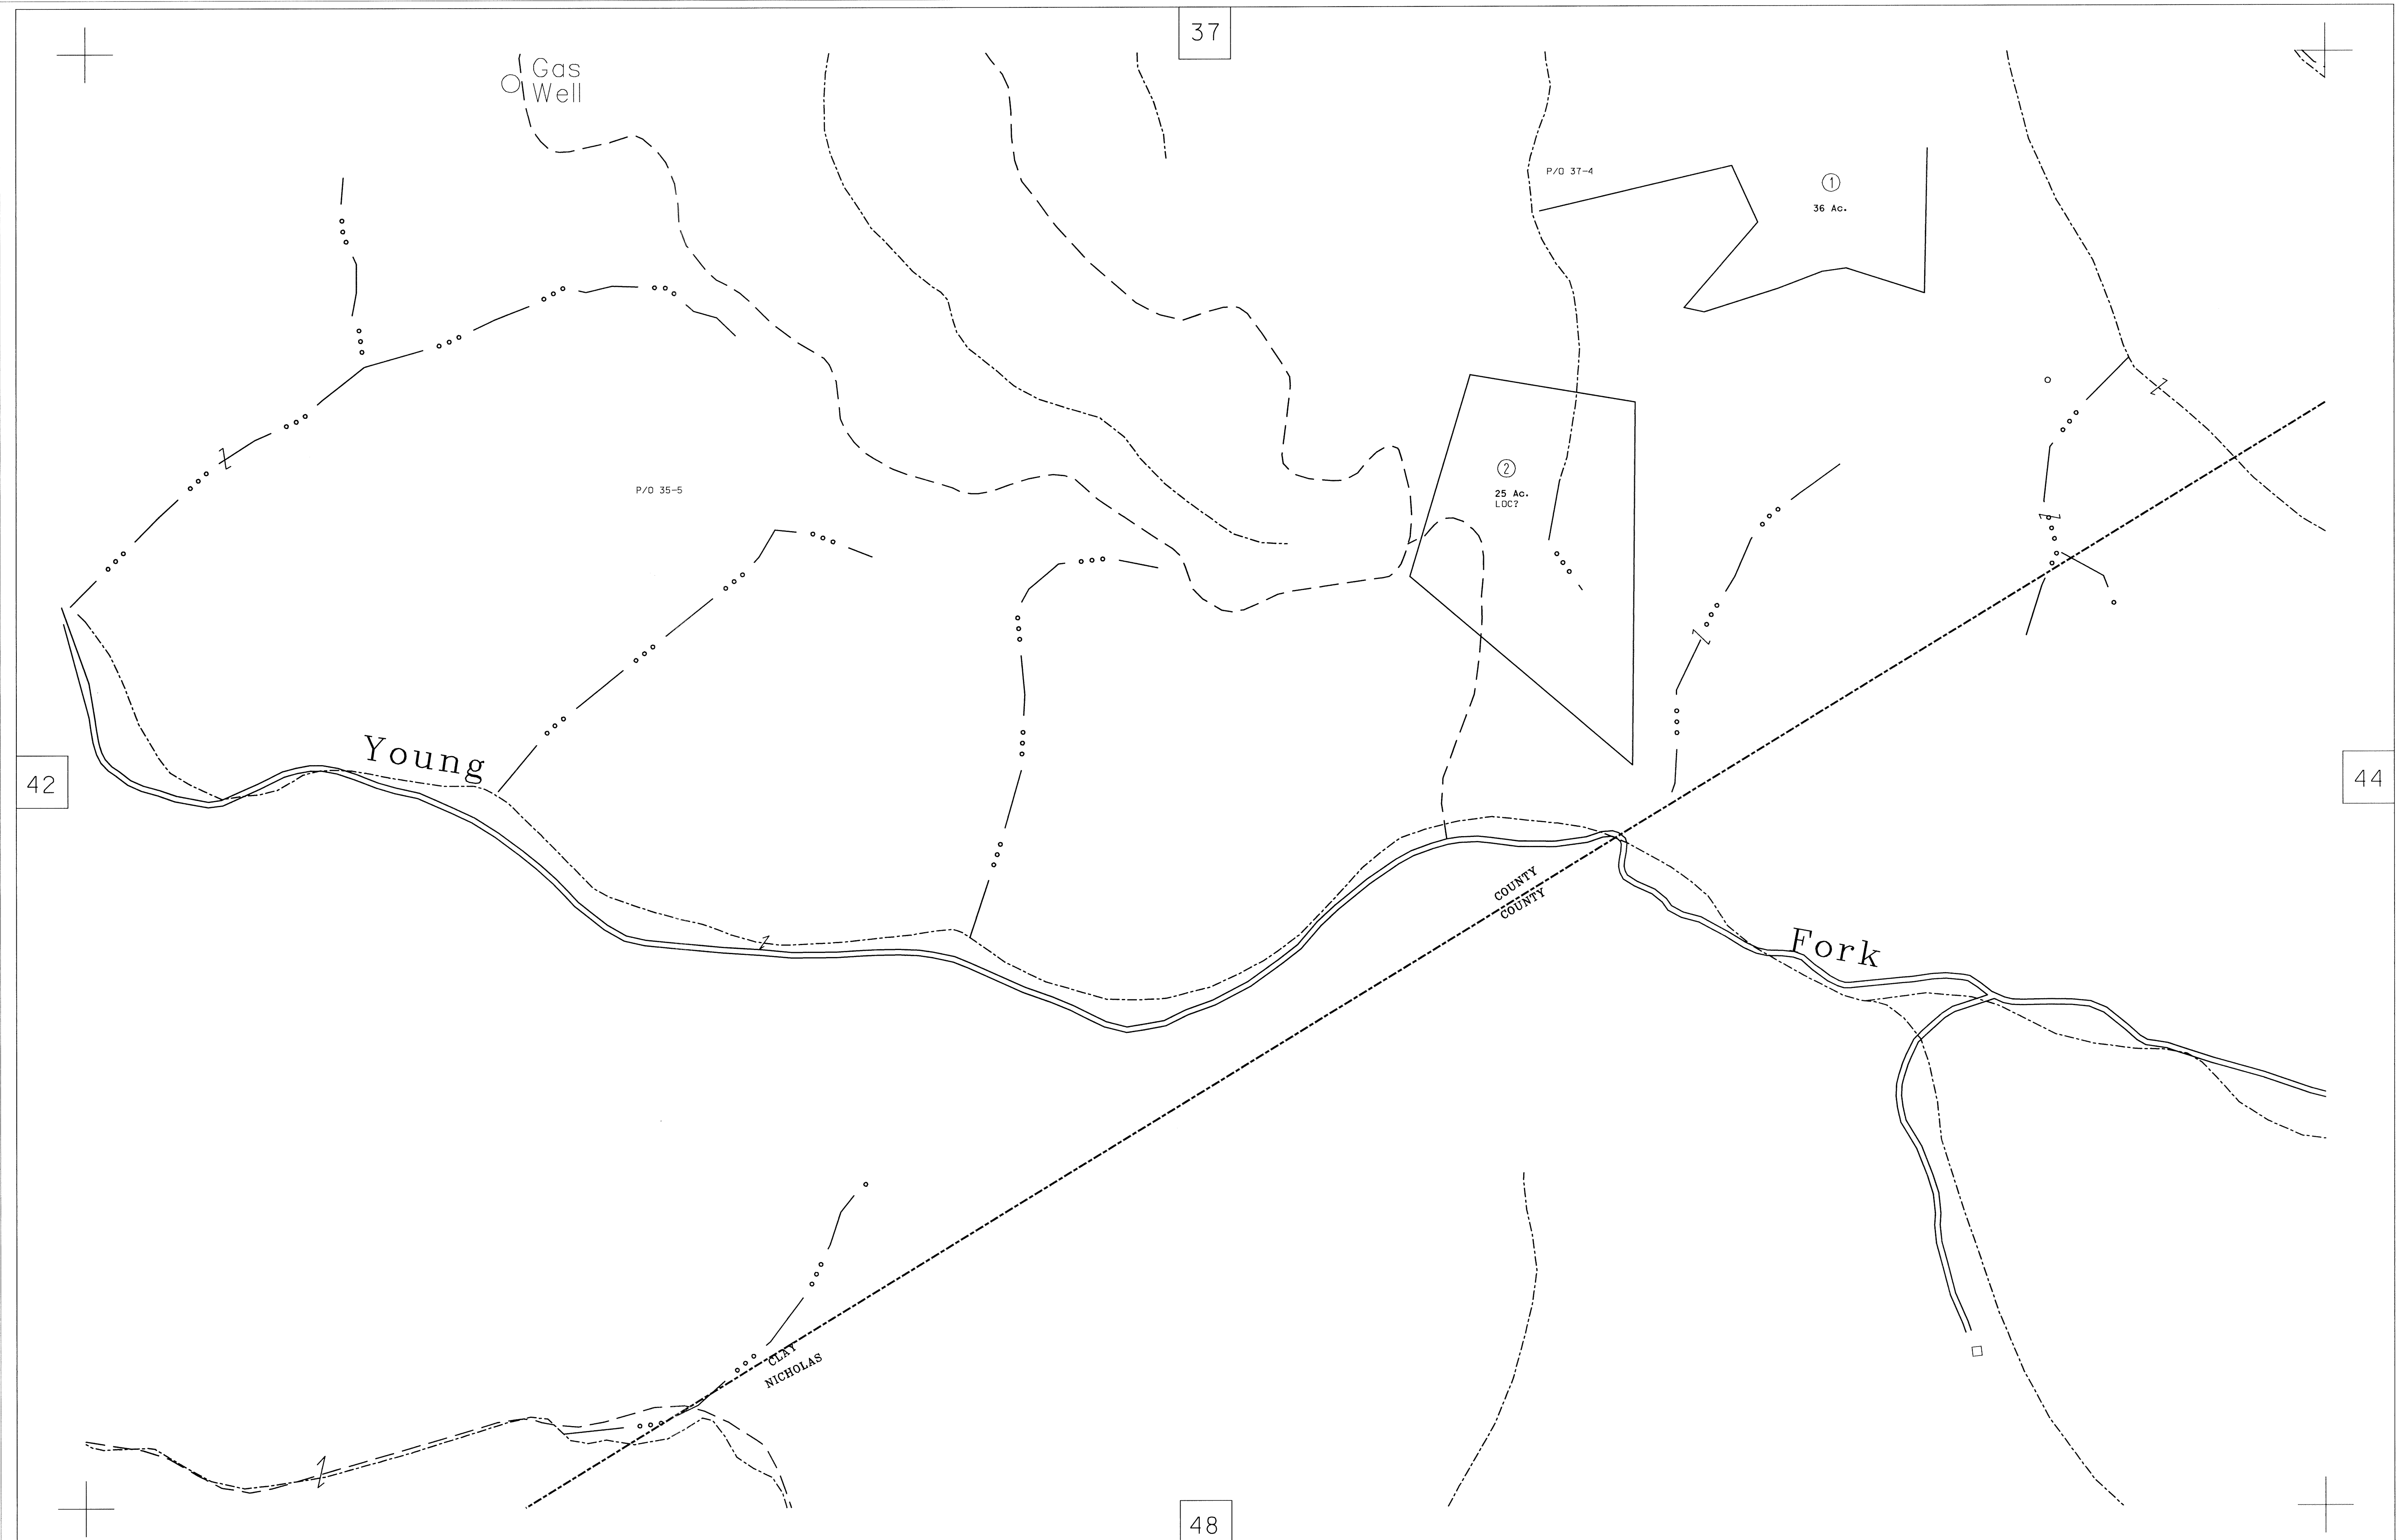 37
Gas
Well
P/O 37-4
1
36 Ac.
2
25 Ac.
LOC?
P/O 35-5
Young
42
44
COUNTY
COUNTY
Fork
CLAY
NICHOLAS
48